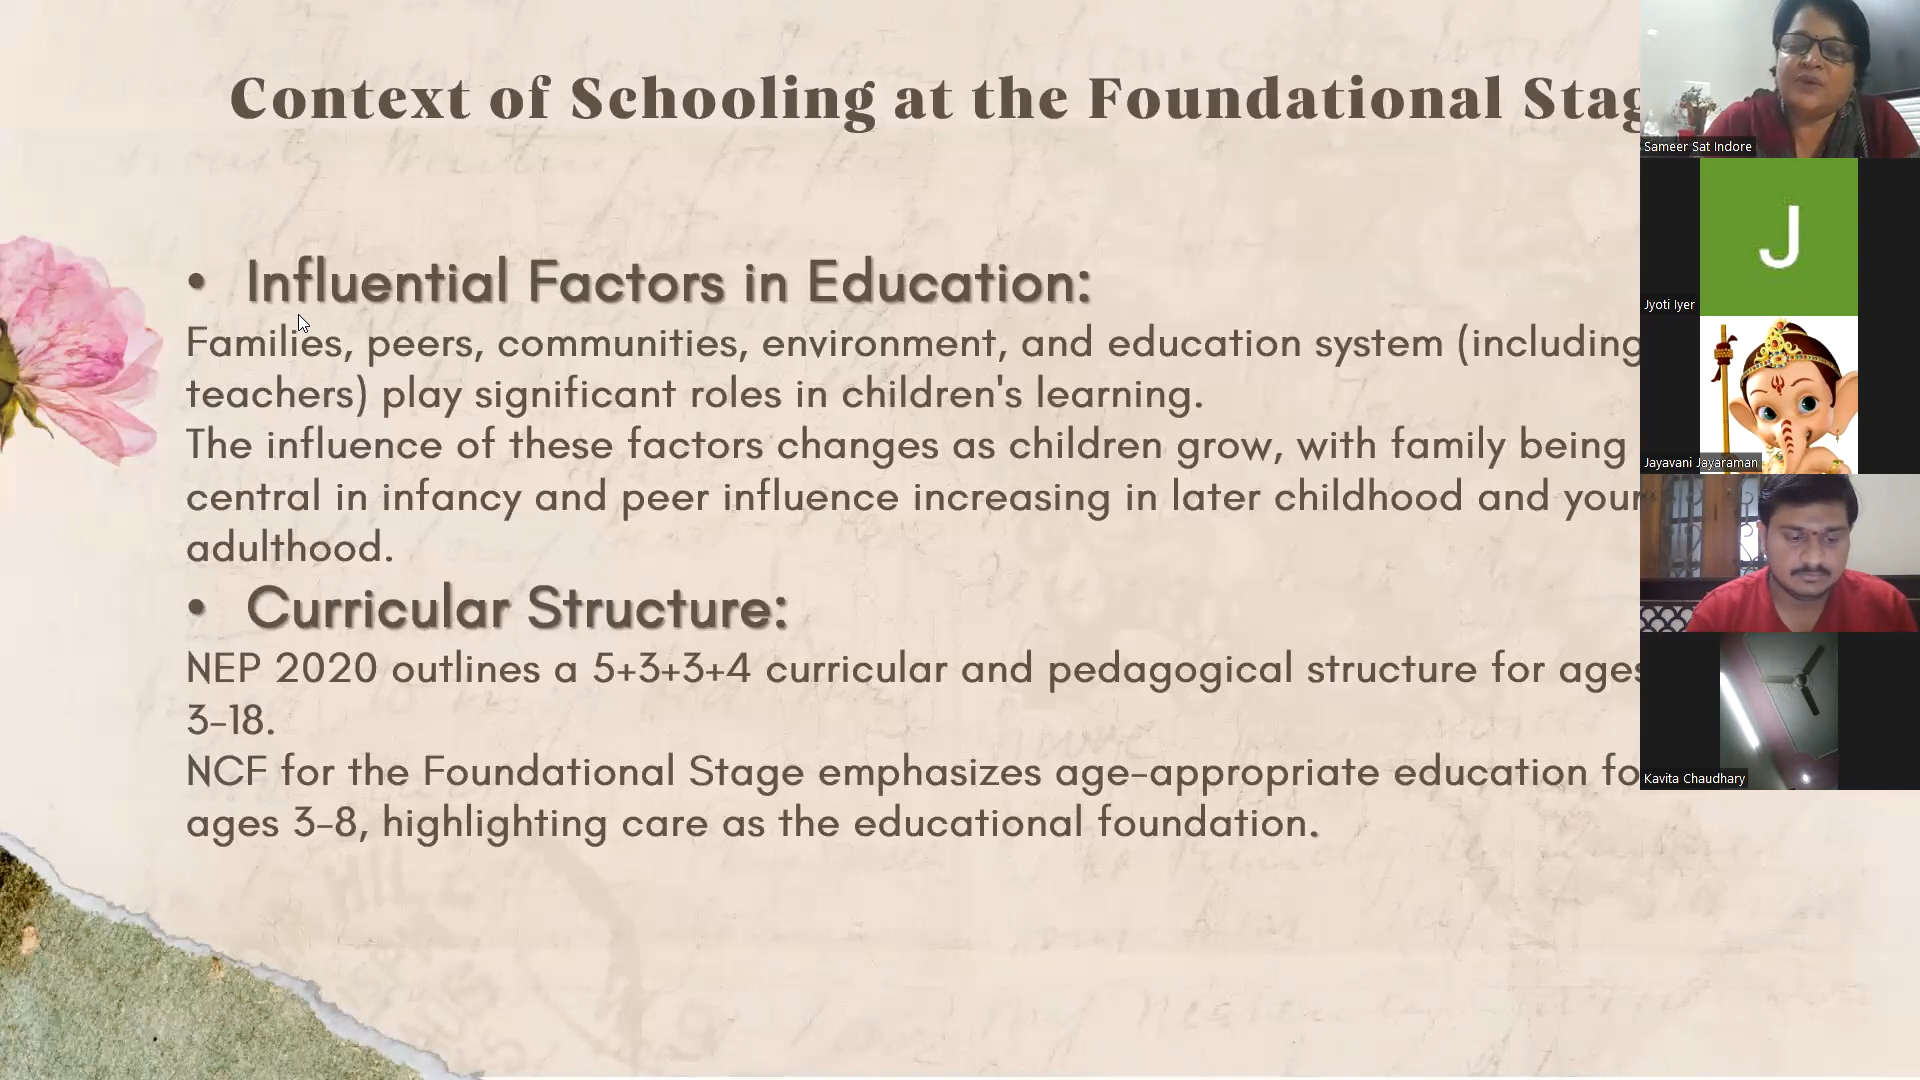 Context of Schooling at the Foundational Stag
• Influential Factors in Education:
Families, peers, communities, environment, and education system (including
teachers) play significant roles in children's learning.
The influence of these factors changes as children grow, with family being
central in infancy and peer influence increasing in later childhood and your
adulthood.
• Curricular Structure:
NEP 2020 outlines a 5+3+3+4 curricular and pedagogical structure for ages
3-18.
NCF for the Foundational Stage emphasizes age-appropriate education fo
ages 3-8, highlighting care as the educational foundation.
Sameer Sat Indore
J
Jyoti Iyer
Jayavani Jayaraman
Kavita Chaudhary